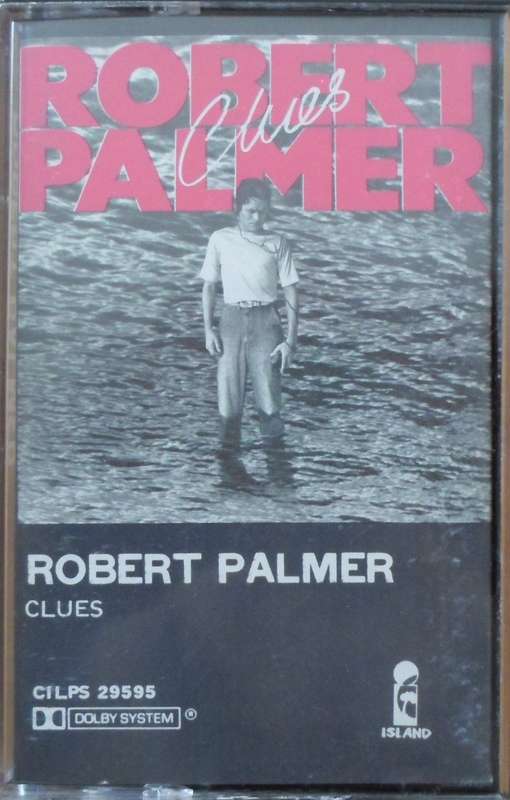 ROBERT
PALMER
Clues
ROBERT PALMER
CLUES
CILPS 29595
DOLBY SYSTEM ®
ISLAND